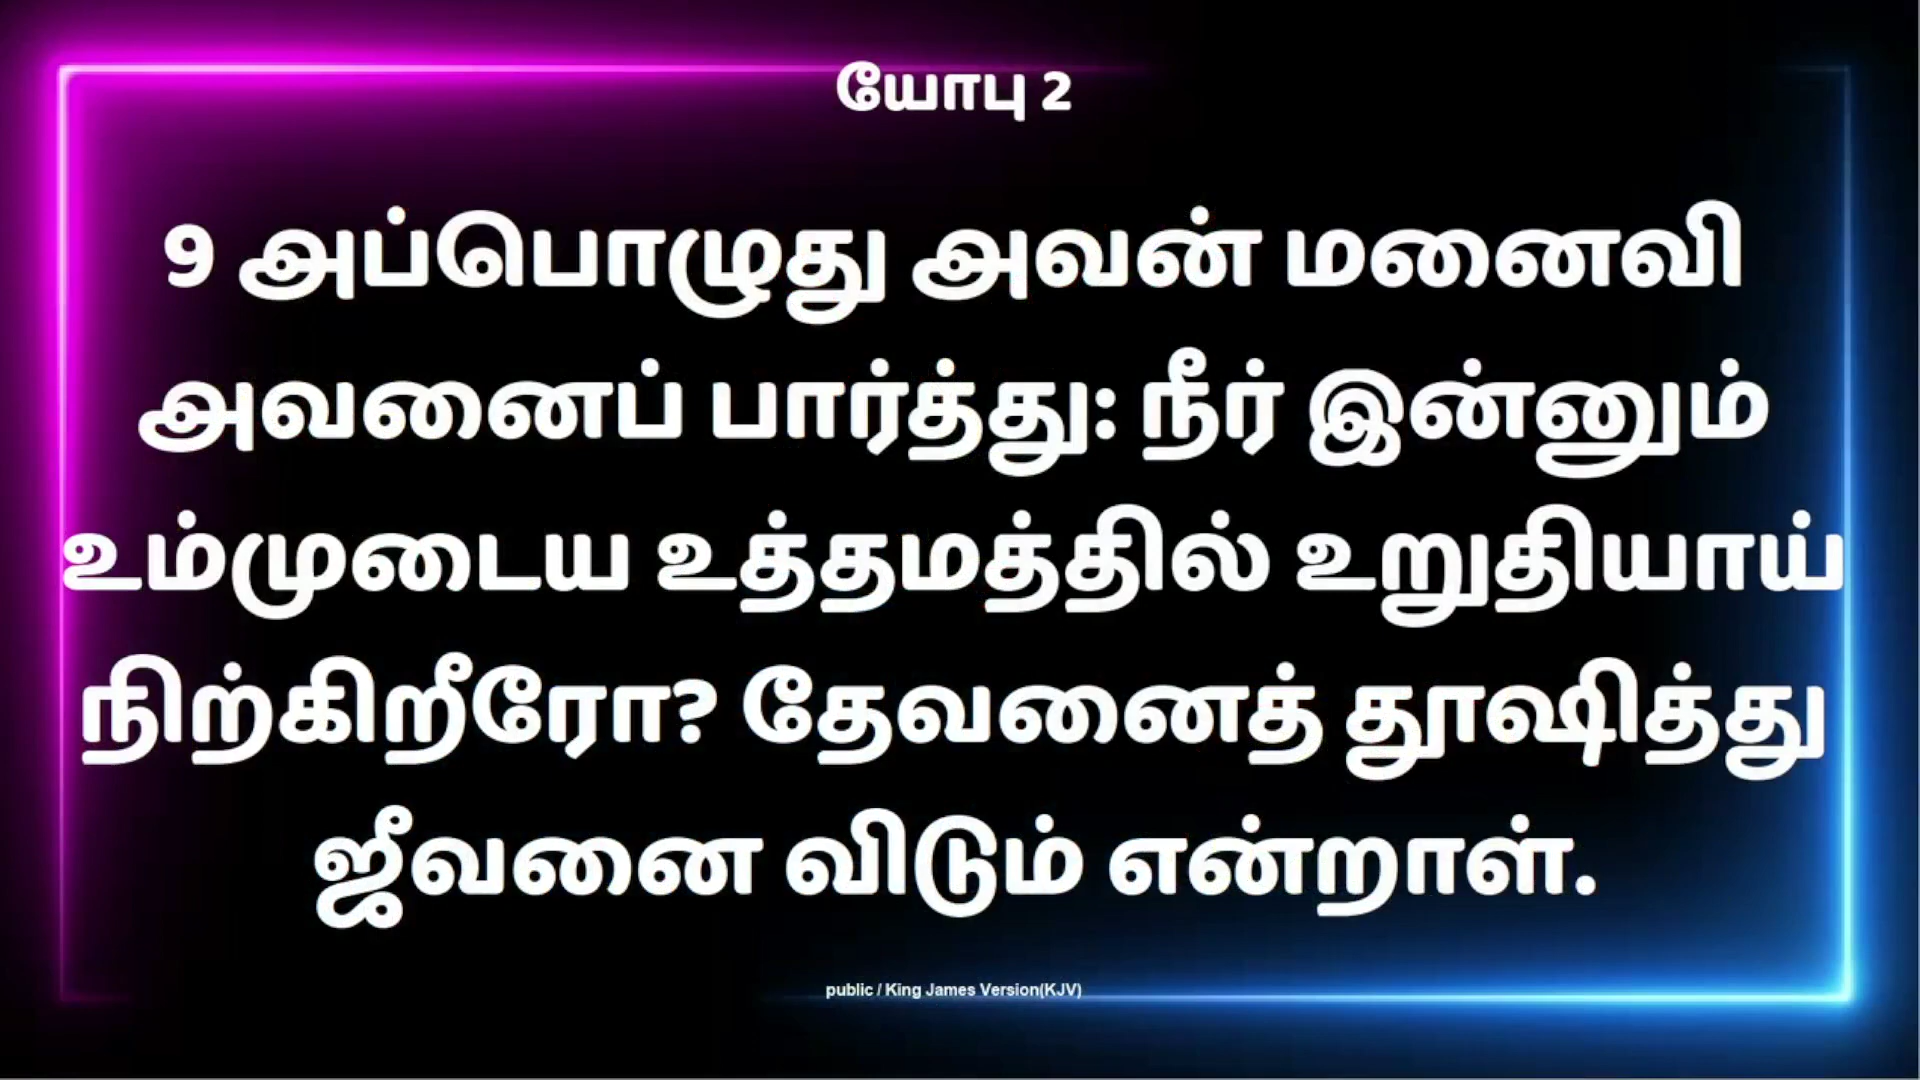 யோபு 2
9 அப்பொழுது அவன் மனைவி
அவனைப் பார்த்து: நீர் இன்னும்
உம்முடைய உத்தமத்தில் உறுதியாய்
நிற்கிறீரோ? தேவனைத் தூஷித்து
ஜீவனை விடும் என்றாள்.
public / King James Version(KJV)